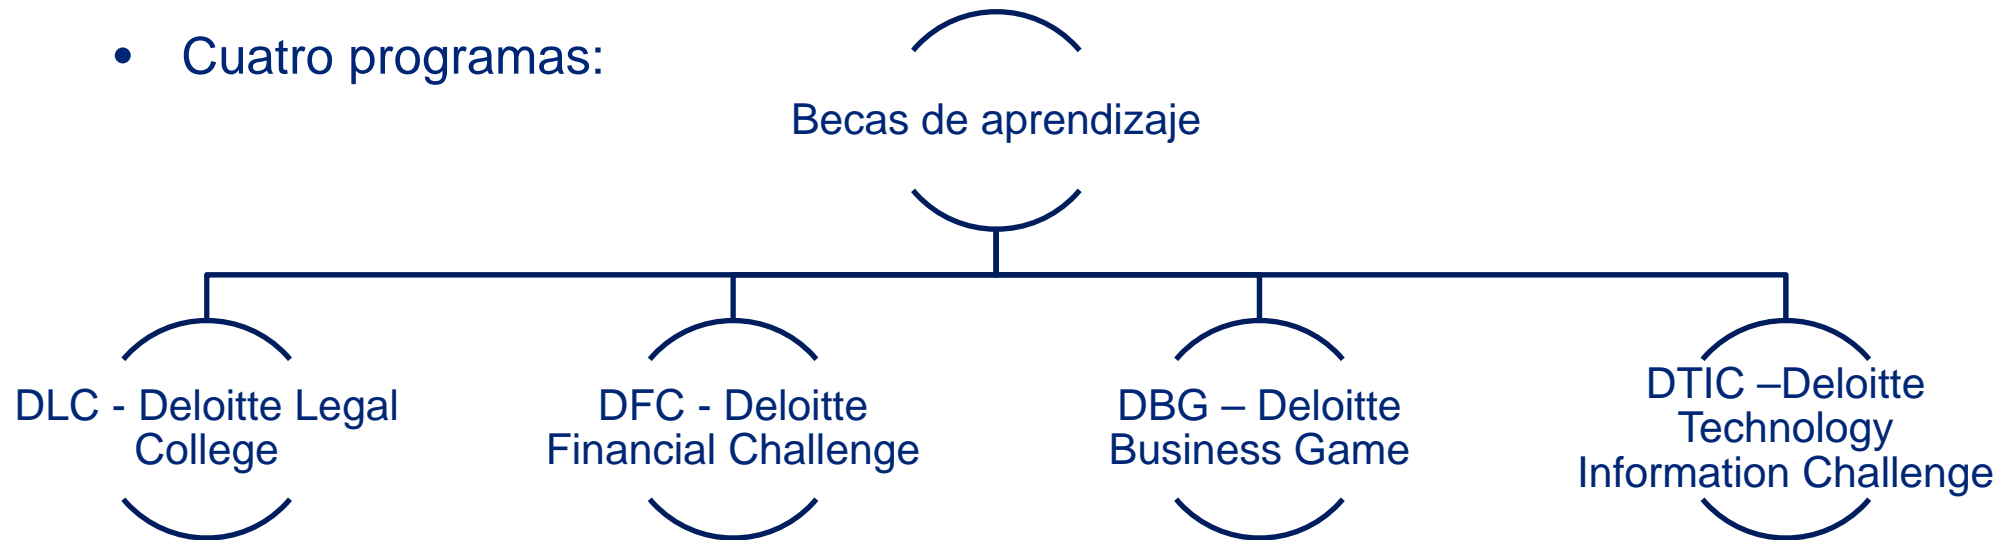 • Cuatro programas:
Becas de aprendizaje
DLC - Deloitte Legal
College
DFC - Deloitte
Financial Challenge
DBG – Deloitte
Business Game
DTIC –Deloitte
Technology
Information Challenge